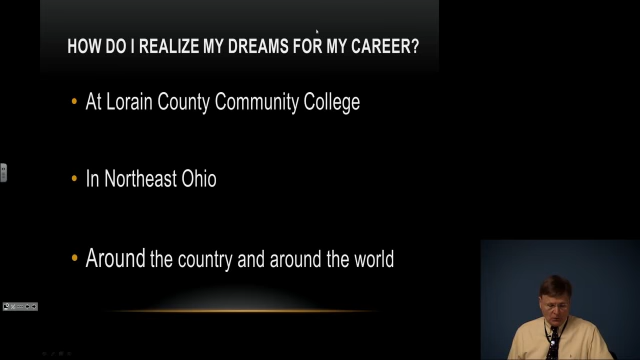 HOW DO I REALIZE MY DREAMS FOR MY CAREER?
• At Lorain County Community College
• In Northeast Ohio
• Around the country and around the world